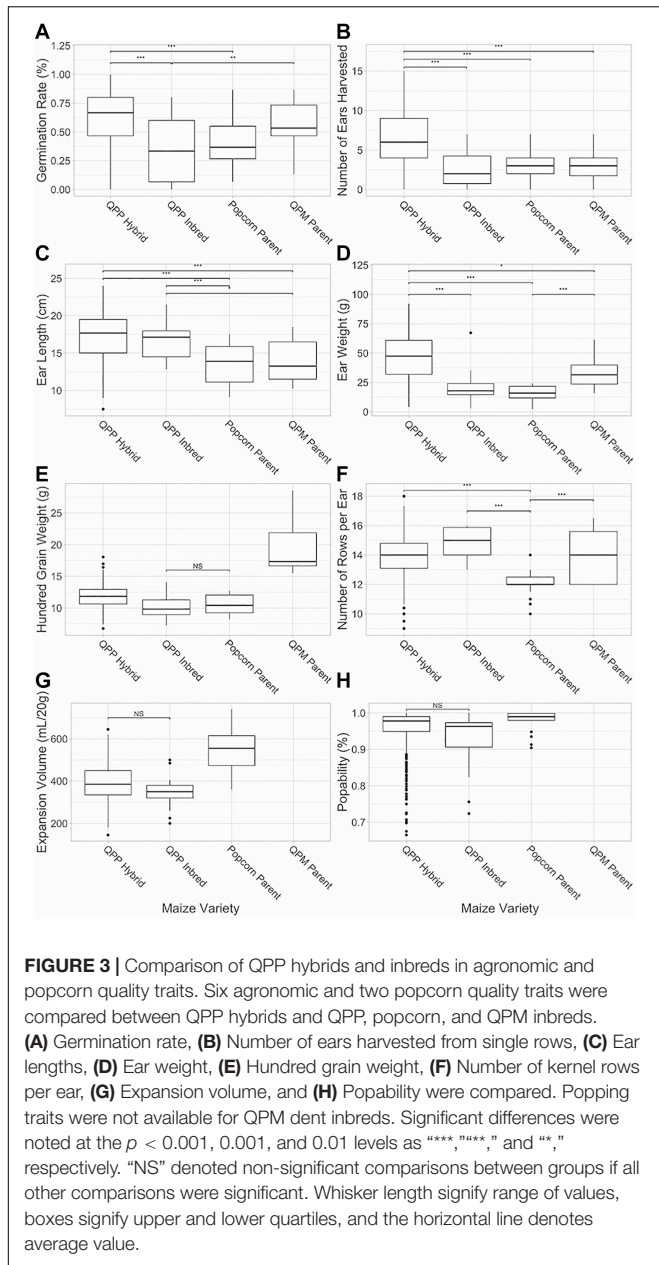 A
Germination Rate (%)
1.25
1.00
0.75
0.50
0.25
0.00
***
***
**
QPP Hybrid
QPP Inbred
Popcorn Parent
QPM Parent
B
Number of Ears Harvested
15
10
5
0
***
***
***
QPP Hybrid
QPP Inbred
Popcorn Parent
QPM Parent
C
Ear Length (cm)
25
20
15
10
***
***
***
*
QPP Hybrid
QPP Inbred
Popcorn Parent
QPM Parent
D
Ear Weight (g)
125
100
75
50
25
0
*
***
***
***
QPP Hybrid
QPP Inbred
Popcorn Parent
QPM Parent
E
Hundred Grain Weight (g)
25
20
15
10
NS
QPP Hybrid
QPP Inbred
Popcorn Parent
QPM Parent
F
Number of Rows per Ear
18
16
14
12
10
***
***
***
QPP Hybrid
QPP Inbred
Popcorn Parent
QPM Parent
G
Expansion Volume (mL/20g)
600
400
200
NS
QPP Hybrid
QPP Inbred
Popcorn Parent
QPM Parent
Maize Variety
H
Popability (%)
1.0
0.9
0.8
0.7
NS
QPP Hybrid
QPP Inbred
Popcorn Parent
QPM Parent
Maize Variety
FIGURE 3 | Comparison of QPP hybrids and inbreds in agronomic and
popcorn quality traits. Six agronomic and two popcorn quality traits were
compared between QPP hybrids and QPP, popcorn, and QPM inbreds.
(A) Germination rate, (B) Number of ears harvested from single rows, (C) Ear
lengths, (D) Ear weight, (E) Hundred grain weight, (F) Number of kernel rows
per ear, (G) Expansion volume, and (H) Popability were compared. Popping
traits were not available for QPM dent inbreds. Significant differences were
noted at the p < 0.001, 0.001, and 0.01 levels as “***,”“**,” and “*,”
respectively. “NS” denoted non-significant comparisons between groups if all
other comparisons were significant. Whisker length signify range of values,
boxes signify upper and lower quartiles, and the horizontal line denotes
average value.